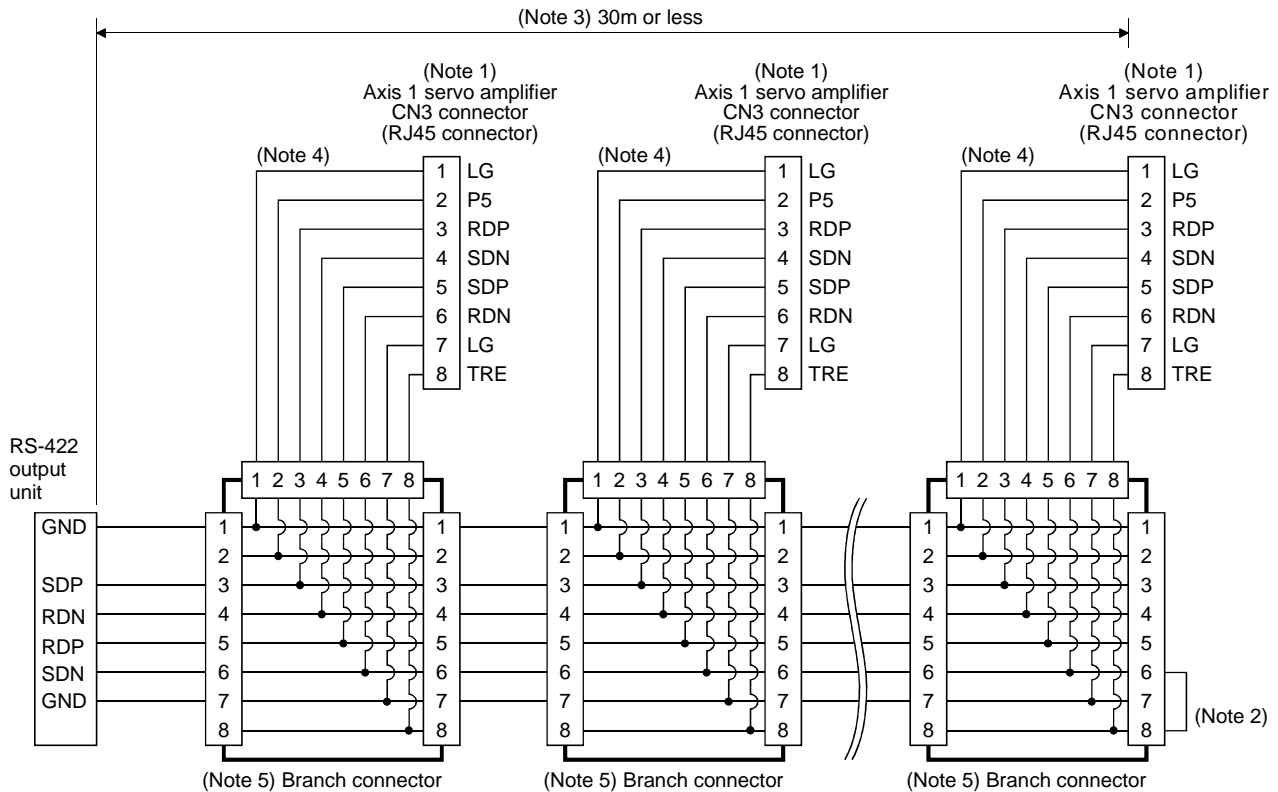 (Note 3) 30m or less
(Note 1)
Axis 1 servo amplifier
CN3 connector
(RJ45 connector)
(Note 1)
Axis 1 servo amplifier
CN3 connector
(RJ45 connector)
(Note 1)
Axis 1 servo amplifier
CN3 connector
(RJ45 connector)
(Note 4)
1 LG
2 P5
3 RDP
4 SDN
5 SDP
6 RDN
7 LG
8 TRE
(Note 4)
1 LG
2 P5
3 RDP
4 SDN
5 SDP
6 RDN
7 LG
8 TRE
(Note 4)
1 LG
2 P5
3 RDP
4 SDN
5 SDP
6 RDN
7 LG
8 TRE
RS-422
output
unit
1 2 3 4 5 6 7 8
1 2 3 4 5 6 7 8
1 2 3 4 5 6 7 8
GND 1 1 1 1 1 1
2 2 2 2 2 2
SDP 3 3 3 3 3 3
RDN 4 4 4 4 4 4
RDP 5 5 5 5 5 5
SDN 6 6 6 6 6 6
GND 7 7 7 7 7 7
8 8 8 8 8 8
(Note 2)
(Note 5) Branch connector
(Note 5) Branch connector
(Note 5) Branch connector